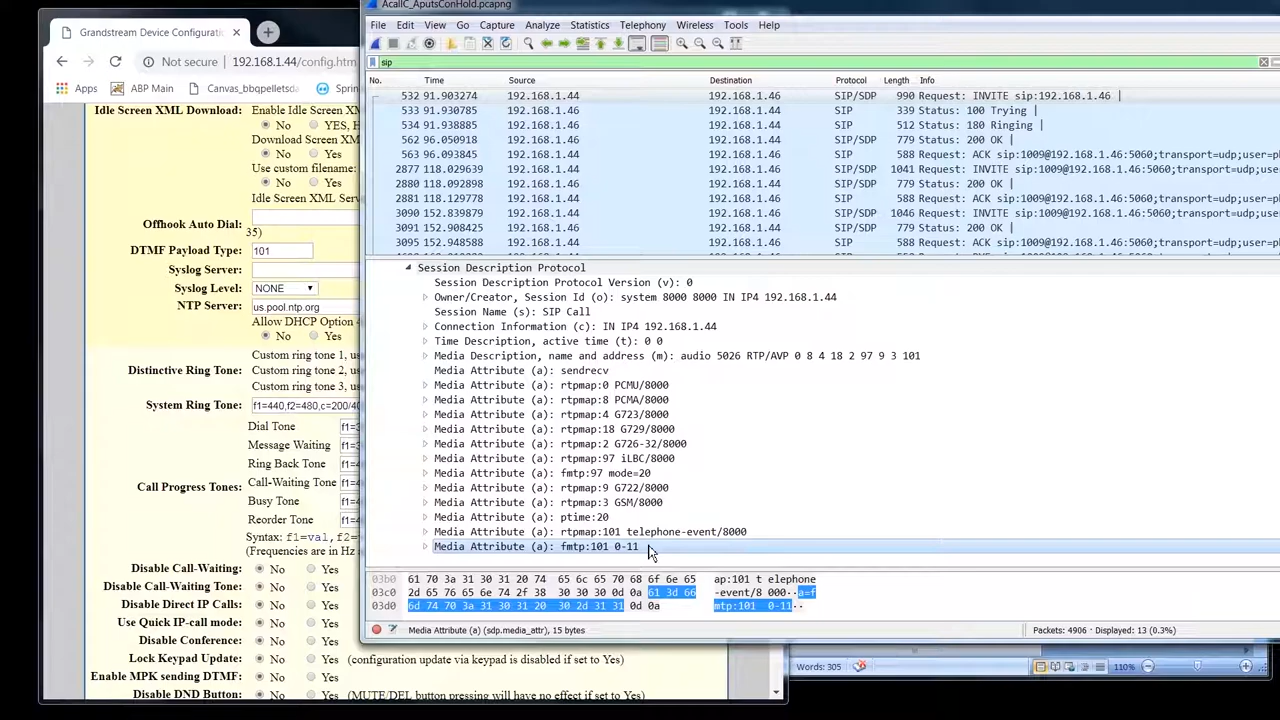 Grandstream Device Configurati
Not secure | 192.168.1.44/config.htm
Apps ABP Main Canvas_bbqpelletsda Sprin
Idle Screen XML Download: Enable Idle Screen XM
No YES, H
Download Screen XM
No Yes
Use custom filename:
No Yes
Idle Screen XML Serv
Offhook Auto Dial:
35)
DTMF Payload Type: 101
Syslog Server:
Syslog Level: NONE
NTP Server: us.pool.ntp.org
Allow DHCP Option 4
No Yes
Distinctive Ring Tone: Custom ring tone 1, us
Custom ring tone 2, us
Custom ring tone 3, us
System Ring Tone: f1=440,f2=480,c=200/40
Call Progress Tones:
Dial Tone f1=3
Message Waiting f1=3
Ring Back Tone f1=4
Call-Waiting Tone f1=4
Busy Tone f1=4
Reorder Tone f1=4
Syntax: f1=val,
(Frequencies are in Hz
Disable Call-Waiting: No Yes
Disable Call-Waiting Tone: No Yes
Disable Direct IP Calls: No Yes
Use Quick IP-call mode: No Yes
Disable Conference: No Yes
Lock Keypad Update: No Yes (configuration update via keypad is disabled if set to Yes)
Enable MPK sending DTMF: No Yes
Disable DND Button: No Yes (MUTE/DEL button pressing will have no effect if set to Yes)
AcallC_AputsConHold.pcapng
File Edit View Go Capture Analyze Statistics Telephony Wireless Tools Help
sip
No. Time Source Destination Protocol Length Info
532 91.903274 192.168.1.44 192.168.1.46 SIP/SDP 990 Request: INVITE sip:192.168.1.46 |
533 91.930785 192.168.1.46 192.168.1.44 SIP 339 Status: 100 Trying |
534 91.938885 192.168.1.46 192.168.1.44 SIP 512 Status: 180 Ringing |
562 96.050918 192.168.1.46 192.168.1.44 SIP/SDP 779 Status: 200 OK |
563 96.093845 192.168.1.44 192.168.1.46 SIP 588 Request: ACK sip:1009@192.168.1.46:5060;transport=udp;user=ph
2877 118.029639 192.168.1.44 192.168.1.46 SIP/SDP 1041 Request: INVITE sip:1009@192.168.1.46:5060;transport=udp;user
2880 118.092898 192.168.1.46 192.168.1.44 SIP/SDP 779 Status: 200 OK |
2881 118.129778 192.168.1.44 192.168.1.46 SIP 588 Request: ACK sip:1009@192.168.1.46:5060;transport=udp;user=ph
3090 152.839879 192.168.1.44 192.168.1.46 SIP/SDP 1046 Request: INVITE sip:1009@192.168.1.46:5060;transport=udp;user
3091 152.908425 192.168.1.46 192.168.1.44 SIP/SDP 779 Status: 200 OK |
3095 152.948588 192.168.1.44 192.168.1.46 SIP 588 Request: ACK sip:1009@192.168.1.46:5060;transport=udp;user=ph
Session Description Protocol
Session Description Protocol Version (v): 0
Owner/Creator, Session Id (o): system 8000 8000 IN IP4 192.168.1.44
Session Name (s): SIP Call
Connection Information (c): IN IP4 192.168.1.44
Time Description, active time (t): 0 0
Media Description, name and address (m): audio 5026 RTP/AVP 0 8 4 18 2 97 9 3 101
Media Attribute (a): sendrecv
Media Attribute (a): rtpmap:0 PCMU/8000
Media Attribute (a): rtpmap:8 PCMA/8000
Media Attribute (a): rtpmap:4 G723/8000
Media Attribute (a): rtpmap:18 G729/8000
Media Attribute (a): rtpmap:2 G726-32/8000
Media Attribute (a): rtpmap:97 iLBC/8000
Media Attribute (a): fmtp:97 mode=20
Media Attribute (a): rtpmap:9 G722/8000
Media Attribute (a): rtpmap:3 GSM/8000
Media Attribute (a): ptime:20
Media Attribute (a): rtpmap:101 telephone-event/8000
Media Attribute (a): fmtp:101 0-11
03b0 61 70 3a 31 30 31 20 74 65 6c 65 70 68 6f 6e 65 ap:101 t elephone
03c0 2d 65 76 65 6e 74 2f 38 30 30 30 0d 0a 61 3d 66 -event/8 000··a=f
03d0 6d 74 70 3a 31 30 31 20 30 2d 31 31 0d 0a mtp:101 0-11··
Media Attribute (a) (sdp.media_attr), 15 bytes Packets: 4906 · Displayed: 13 (0.3%)
Words: 305 110%